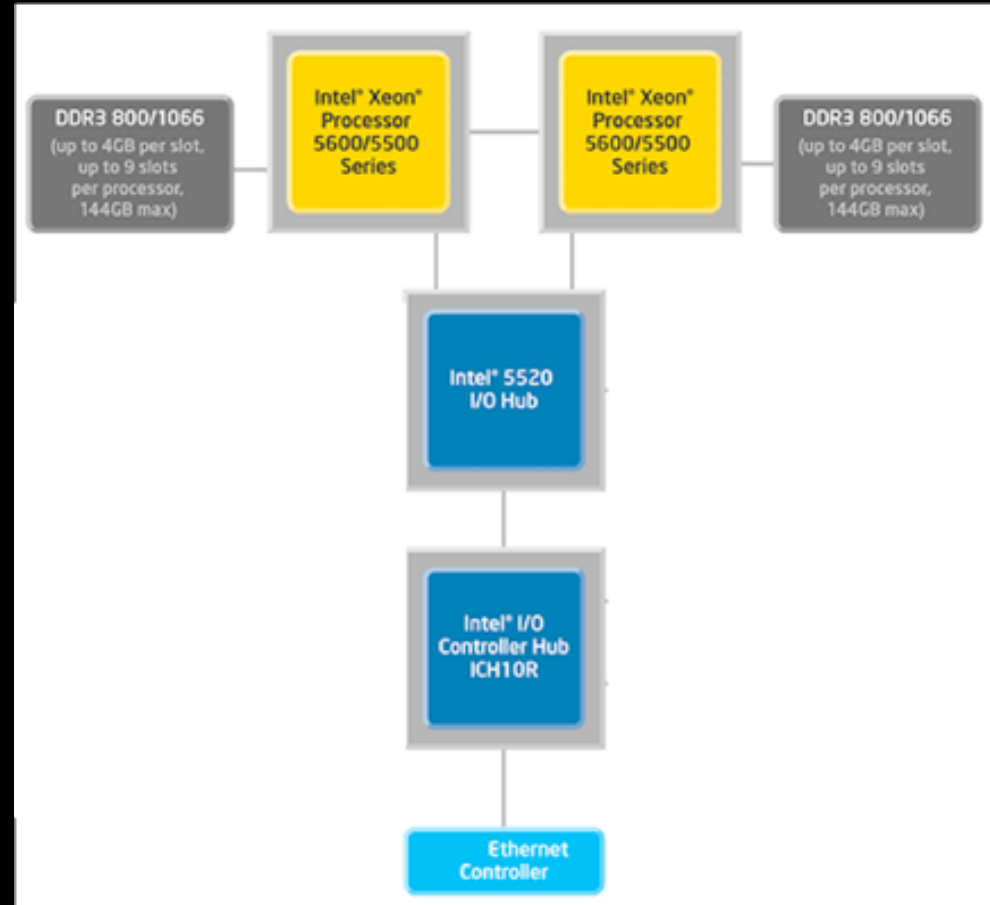 Intel® Xeon®
Processor
5600/5500
Series
Intel® Xeon®
Processor
5600/5500
Series
DDR3 800/1066
(up to 4GB per slot,
up to 9 slots
per processor,
144GB max)
DDR3 800/1066
(up to 4GB per slot,
up to 9 slots
per processor,
144GB max)
Intel® 5520
I/O Hub
Intel® I/O
Controller Hub
ICH10R
Ethernet
Controller